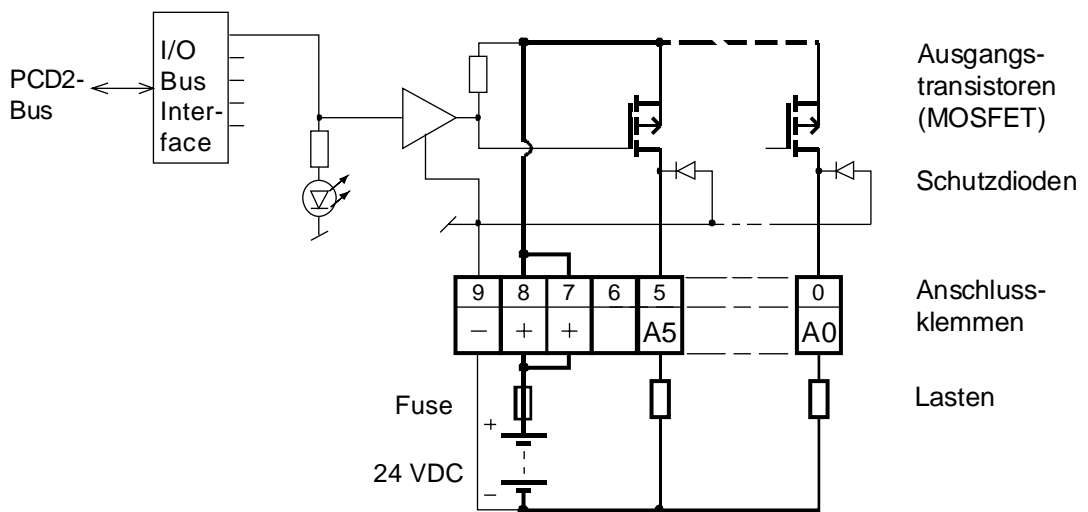 I/O
Bus
Inter-
face
PCD2-
Bus
Ausgangs-
transistoren
(MOSFET)
Schutzdioden
9 8 7 6 5 0
– + + A5 A0
Anschluss-
klemmen
Fuse
Lasten
+
24 VDC
–